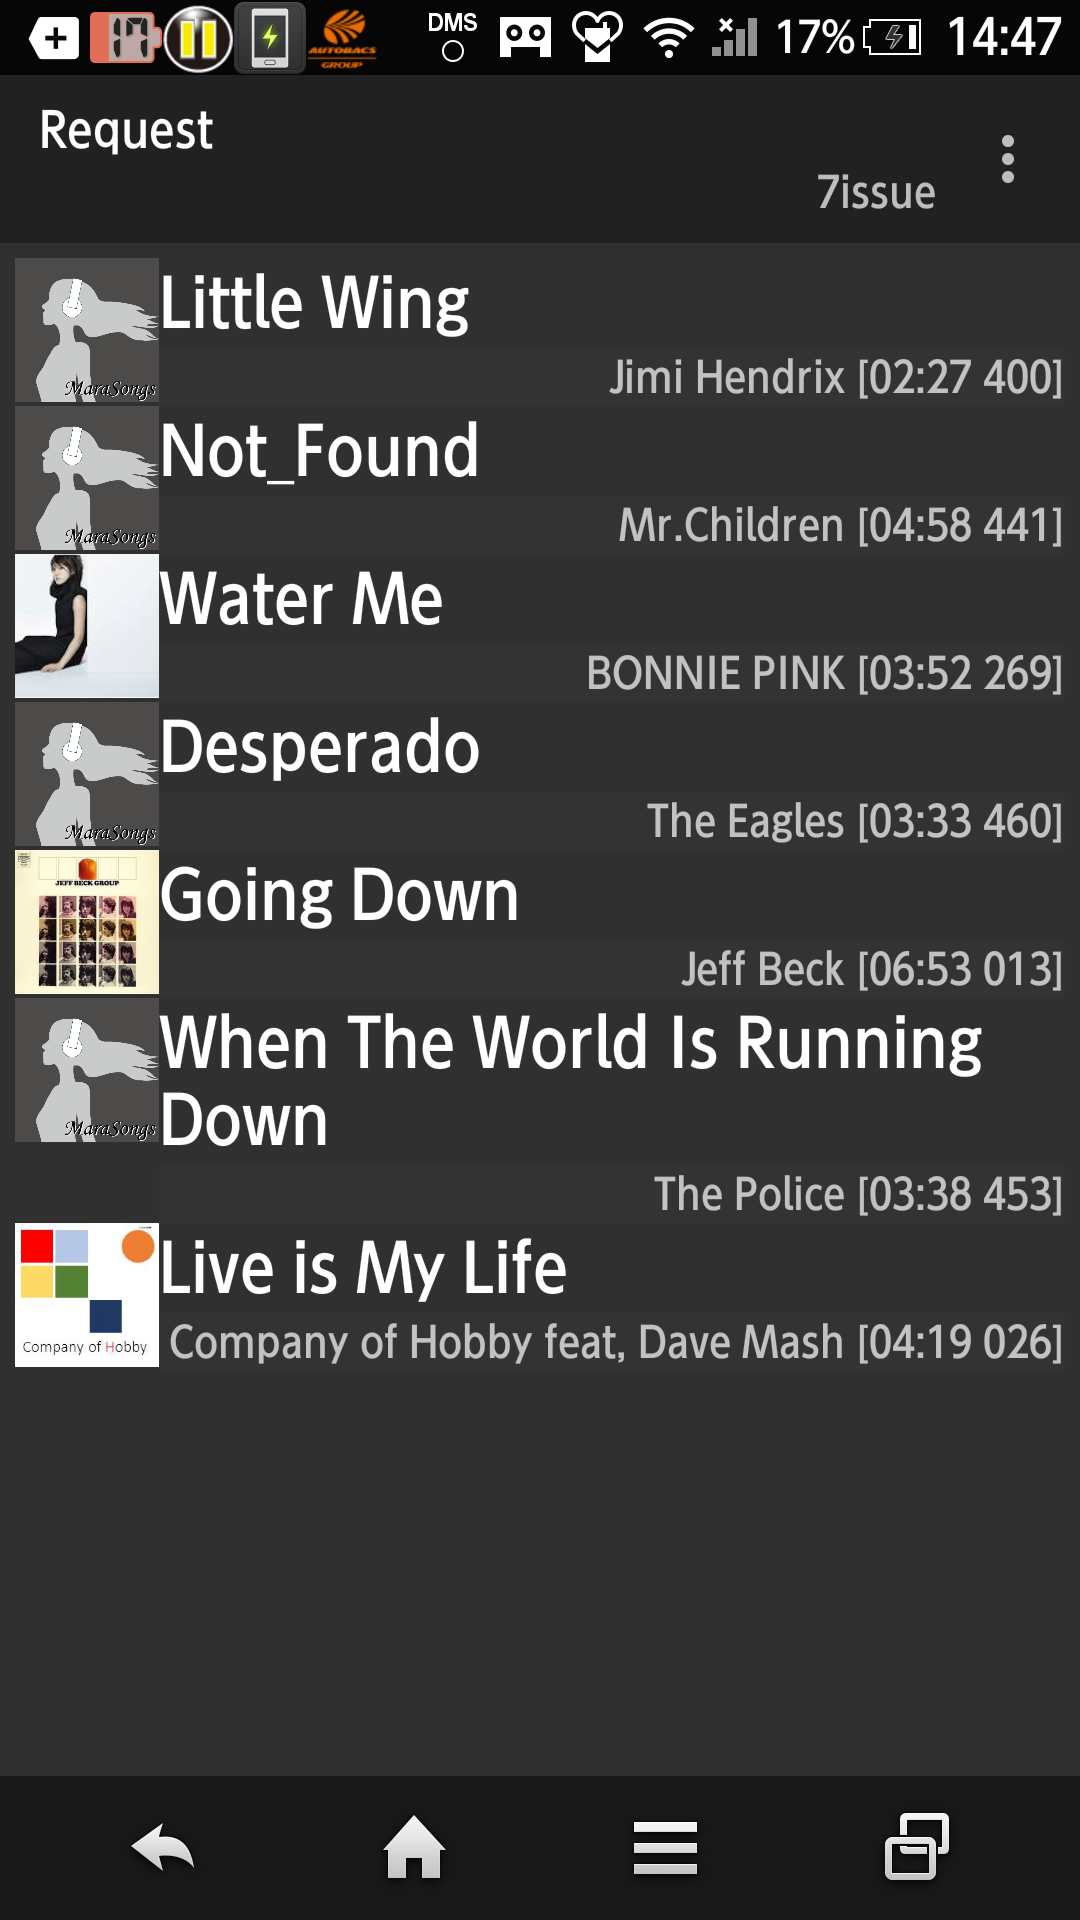 DMS
17%
14:47
17
AUTOBACS
GROUP
Request
7issue
Little Wing
Jimi Hendrix [02:27 400]
MaraSongs
Not_Found
Mr.Children [04:58 441]
MaraSongs
Water Me
BONNIE PINK [03:52 269]
Desperado
The Eagles [03:33 460]
MaraSongs
JEFF BECK GROUP
Going Down
Jeff Beck [06:53 013]
When The World Is Running
Down
MaraSongs
The Police [03:38 453]
Live is My Life
Company of Hobby
Company of Hobby feat, Dave Mash [04:19 026]